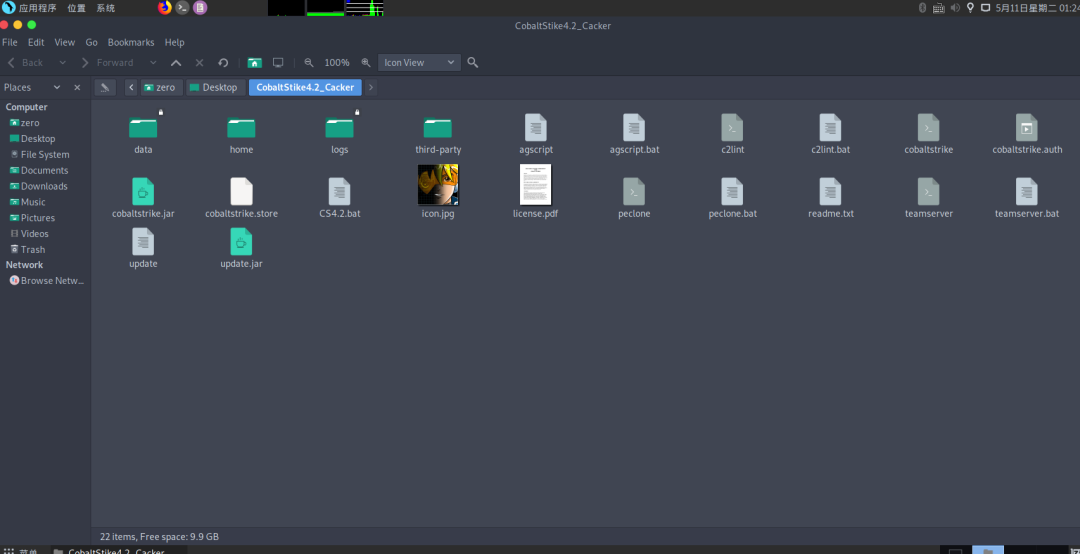 应用程序 位置 系统 5月11日星期二 01:24
CobaltStike4.2_Cacker
File Edit View Go Bookmarks Help
Back Forward 100% Icon View
Places zero Desktop CobaltStike4.2_Cacker
Computer
zero
Desktop
File System
Documents
Downloads
Music
Pictures
Videos
Trash
Network
Browse Netw...
data home logs third-party agscript agscript.bat c2lint c2lint.bat cobaltstrike cobaltstrike.auth
cobaltstrike.jar cobaltstrike.store CS4.2.bat icon.jpg license.pdf peclone peclone.bat readme.txt teamserver teamserver.bat
update update.jar
22 items, Free space: 9.9 GB
菜单 CobaltStike4.2_Cacker